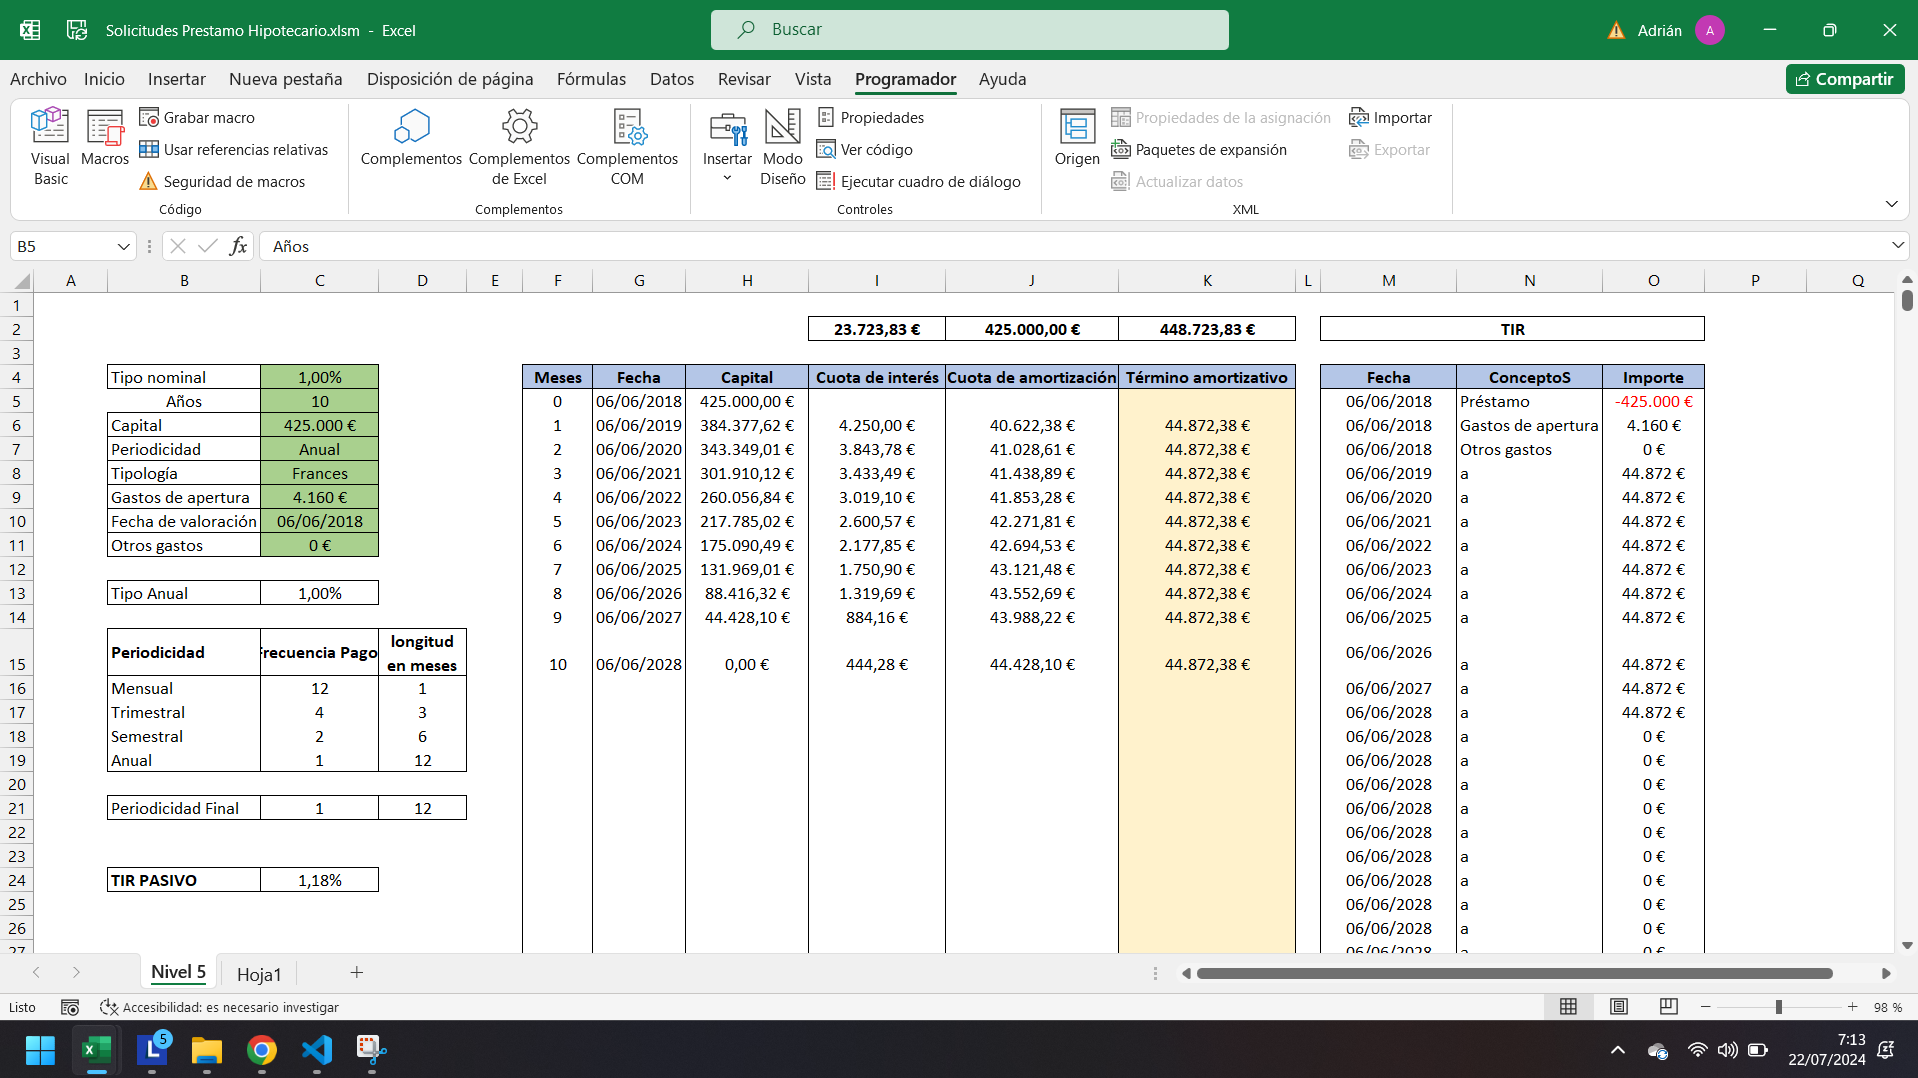 Solicitudes Prestamo Hipotecario.xlsm - Excel
Buscar
Adrián
A
Archivo Inicio Insertar Nueva pestaña Disposición de página Fórmulas Datos Revisar Vista Programador Ayuda
Compartir
Visual Basic
Macros
Grabar macro
Usar referencias relativas
Seguridad de macros
Código
Complementos
Complementos de Excel
Complementos COM
Complementos
Insertar
Modo Diseño
Propiedades
Ver código
Ejecutar cuadro de diálogo
Controles
Origen
Propiedades de la asignación
Paquetes de expansión
Actualizar datos
Importar
Exportar
XML
B5
fx
Años
A B C D E F G H I J K L M N O P Q
1
2 23.723,83 € 425.000,00 € 448.723,83 € TIR
3
4 Tipo nominal 1,00% Meses Fecha Capital Cuota de interés Cuota de amortización Término amortizativo Fecha ConceptoS Importe
5 Años 10 0 06/06/2018 425.000,00 € 06/06/2018 Préstamo -425.000 €
6 Capital 425.000 € 1 06/06/2019 384.377,62 € 4.250,00 € 40.622,38 € 44.872,38 € 06/06/2018 Gastos de apertura 4.160 €
7 Periodicidad Anual 2 06/06/2020 343.349,01 € 3.843,78 € 41.028,61 € 44.872,38 € 06/06/2018 Otros gastos 0 €
8 Tipología Frances 3 06/06/2021 301.910,12 € 3.433,49 € 41.438,89 € 44.872,38 € 06/06/2019 a 44.872 €
9 Gastos de apertura 4.160 € 4 06/06/2022 260.056,84 € 3.019,10 € 41.853,28 € 44.872,38 € 06/06/2020 a 44.872 €
10 Fecha de valoración 06/06/2018 5 06/06/2023 217.785,02 € 2.600,57 € 42.271,81 € 44.872,38 € 06/06/2021 a 44.872 €
11 Otros gastos 0 € 6 06/06/2024 175.090,49 € 2.177,85 € 42.694,53 € 44.872,38 € 06/06/2022 a 44.872 €
12 7 06/06/2025 131.969,01 € 1.750,90 € 43.121,48 € 44.872,38 € 06/06/2023 a 44.872 €
13 Tipo Anual 1,00% 8 06/06/2026 88.416,32 € 1.319,69 € 43.552,69 € 44.872,38 € 06/06/2024 a 44.872 €
14 9 06/06/2027 44.428,10 € 884,16 € 43.988,22 € 44.872,38 € 06/06/2025 a 44.872 €
15 Periodicidad Frecuencia Pago longitud en meses 10 06/06/2028 0,00 € 444,28 € 44.428,10 € 44.872,38 € 06/06/2026 a 44.872 €
16 Mensual 12 1 06/06/2027 a 44.872 €
17 Trimestral 4 3 06/06/2028 a 44.872 €
18 Semestral 2 6 06/06/2028 a 0 €
19 Anual 1 12 06/06/2028 a 0 €
20 06/06/2028 a 0 €
21 Periodicidad Final 1 12 06/06/2028 a 0 €
22 06/06/2028 a 0 €
23 06/06/2028 a 0 €
24 TIR PASIVO 1,18% 06/06/2028 a 0 €
25 06/06/2028 a 0 €
26 06/06/2028 a 0 €
27 06/06/2028 a 0 €
Nivel 5 Hoja1
Listo Accesibilidad: es necesario investigar 98 %
5
7:13
22/07/2024